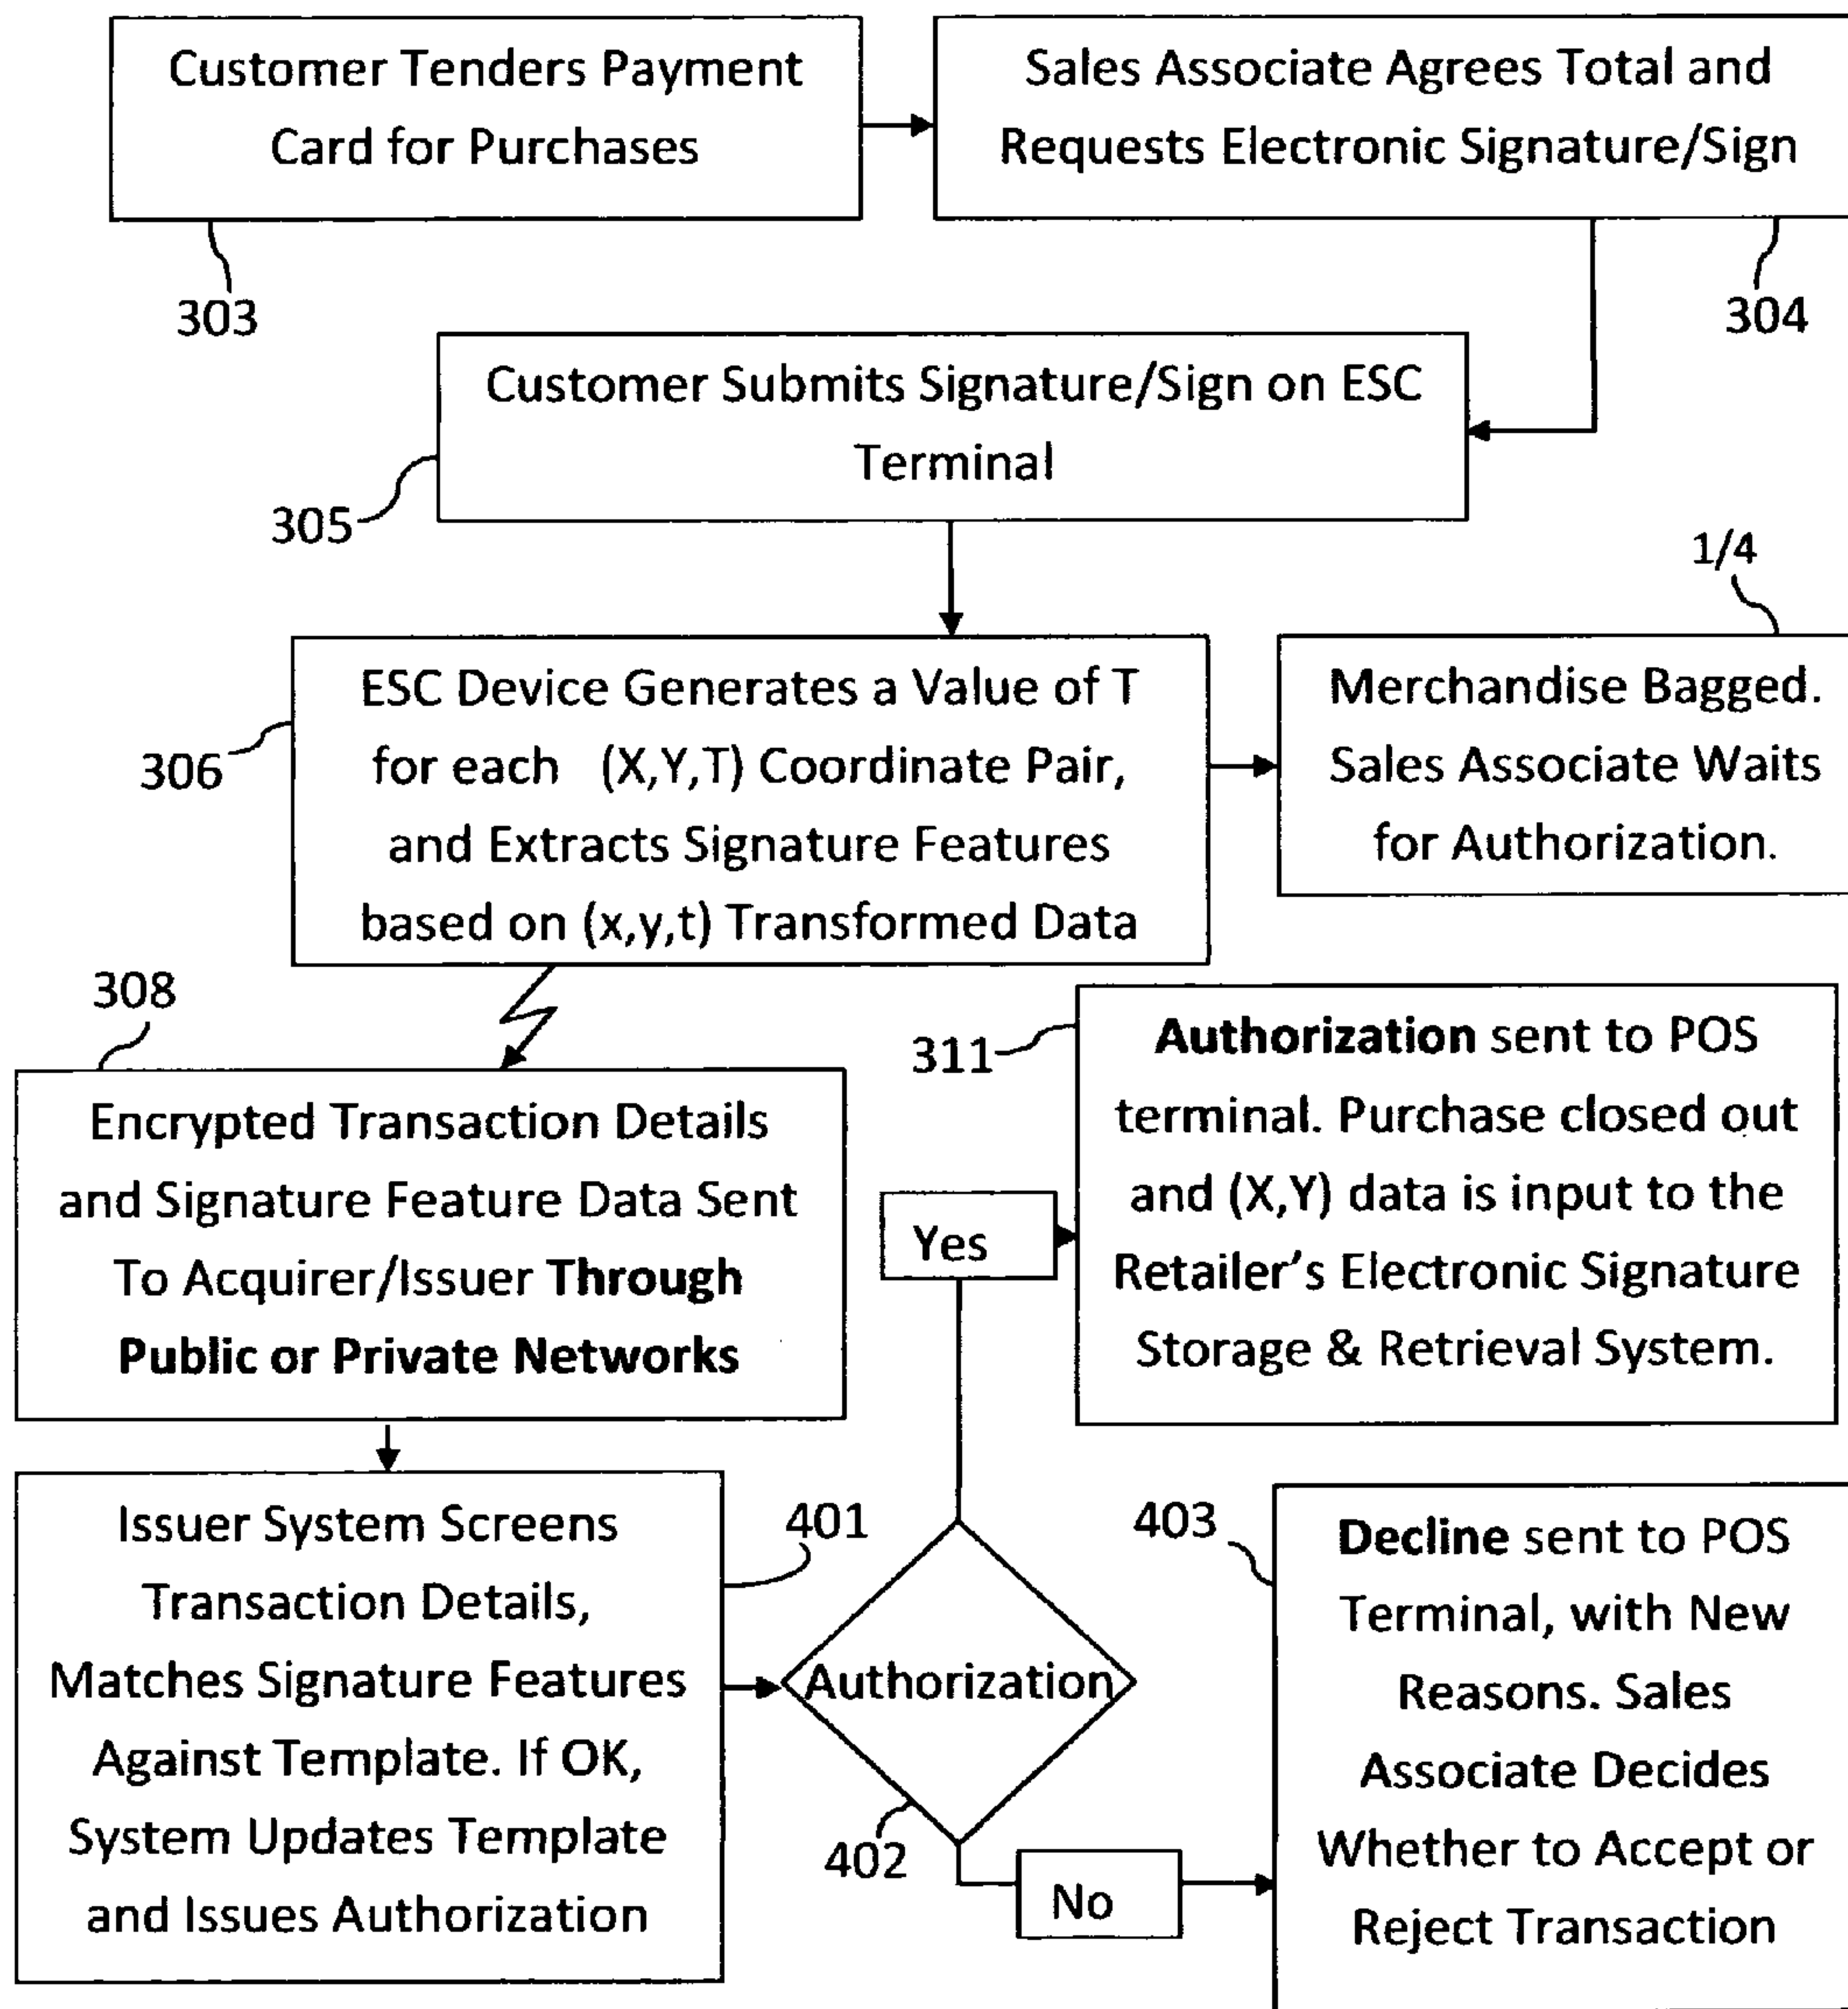 Customer Tenders Payment
Card for Purchases
303
Sales Associate Agrees Total and
Requests Electronic Signature/Sign
304
Customer Submits Signature/Sign on ESC
Terminal
305
ESC Device Generates a Value of T
for each (X,Y,T) Coordinate Pair,
and Extracts Signature Features
based on (x,y,t) Transformed Data
306
1/4
Merchandise Bagged.
Sales Associate Waits
for Authorization.
308
Encrypted Transaction Details
and Signature Feature Data Sent
To Acquirer/Issuer Through
Public or Private Networks
Issuer System Screens
Transaction Details,
Matches Signature Features
Against Template. If OK,
System Updates Template
and Issues Authorization
401
Authorization
402
Yes
311
Authorization sent to POS
terminal. Purchase closed out
and (X,Y) data is input to the
Retailer's Electronic Signature
Storage & Retrieval System.
No
403
Decline sent to POS
Terminal, with New
Reasons. Sales
Associate Decides
Whether to Accept or
Reject Transaction